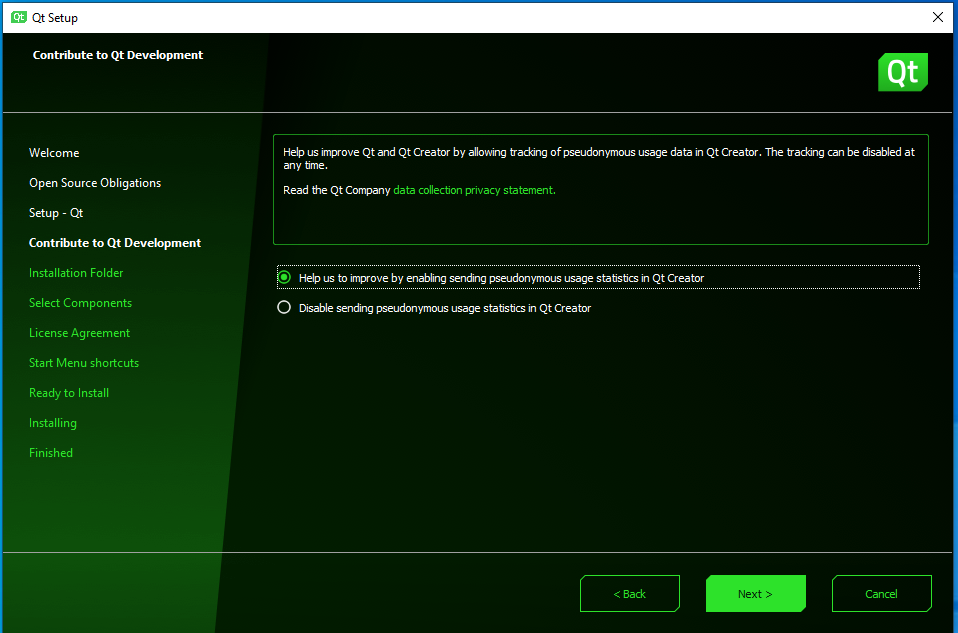 Qt Qt Setup
Contribute to Qt Development
Qt
Welcome
Open Source Obligations
Setup - Qt
Contribute to Qt Development
Installation Folder
Select Components
License Agreement
Start Menu shortcuts
Ready to Install
Installing
Finished
Help us improve Qt and Qt Creator by allowing tracking of pseudonymous usage data in Qt Creator. The tracking can be disabled at
any time.
Read the Qt Company data collection privacy statement.
Help us to improve by enabling sending pseudonymous usage statistics in Qt Creator
Disable sending pseudonymous usage statistics in Qt Creator
< Back
Next >
Cancel